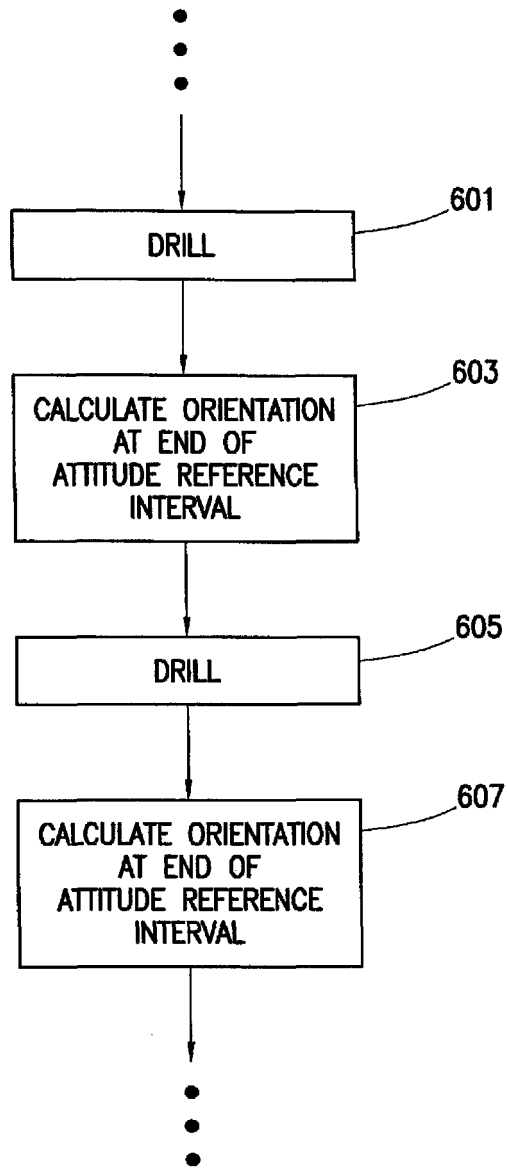 601
DRILL
603
CALCULATE ORIENTATION
AT END OF
ATTITUDE REFERENCE
INTERVAL
605
DRILL
607
CALCULATE ORIENTATION
AT END OF
ATTITUDE REFERENCE
INTERVAL